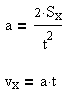 a = 2·Sₓ / t²
vₓ = a·t